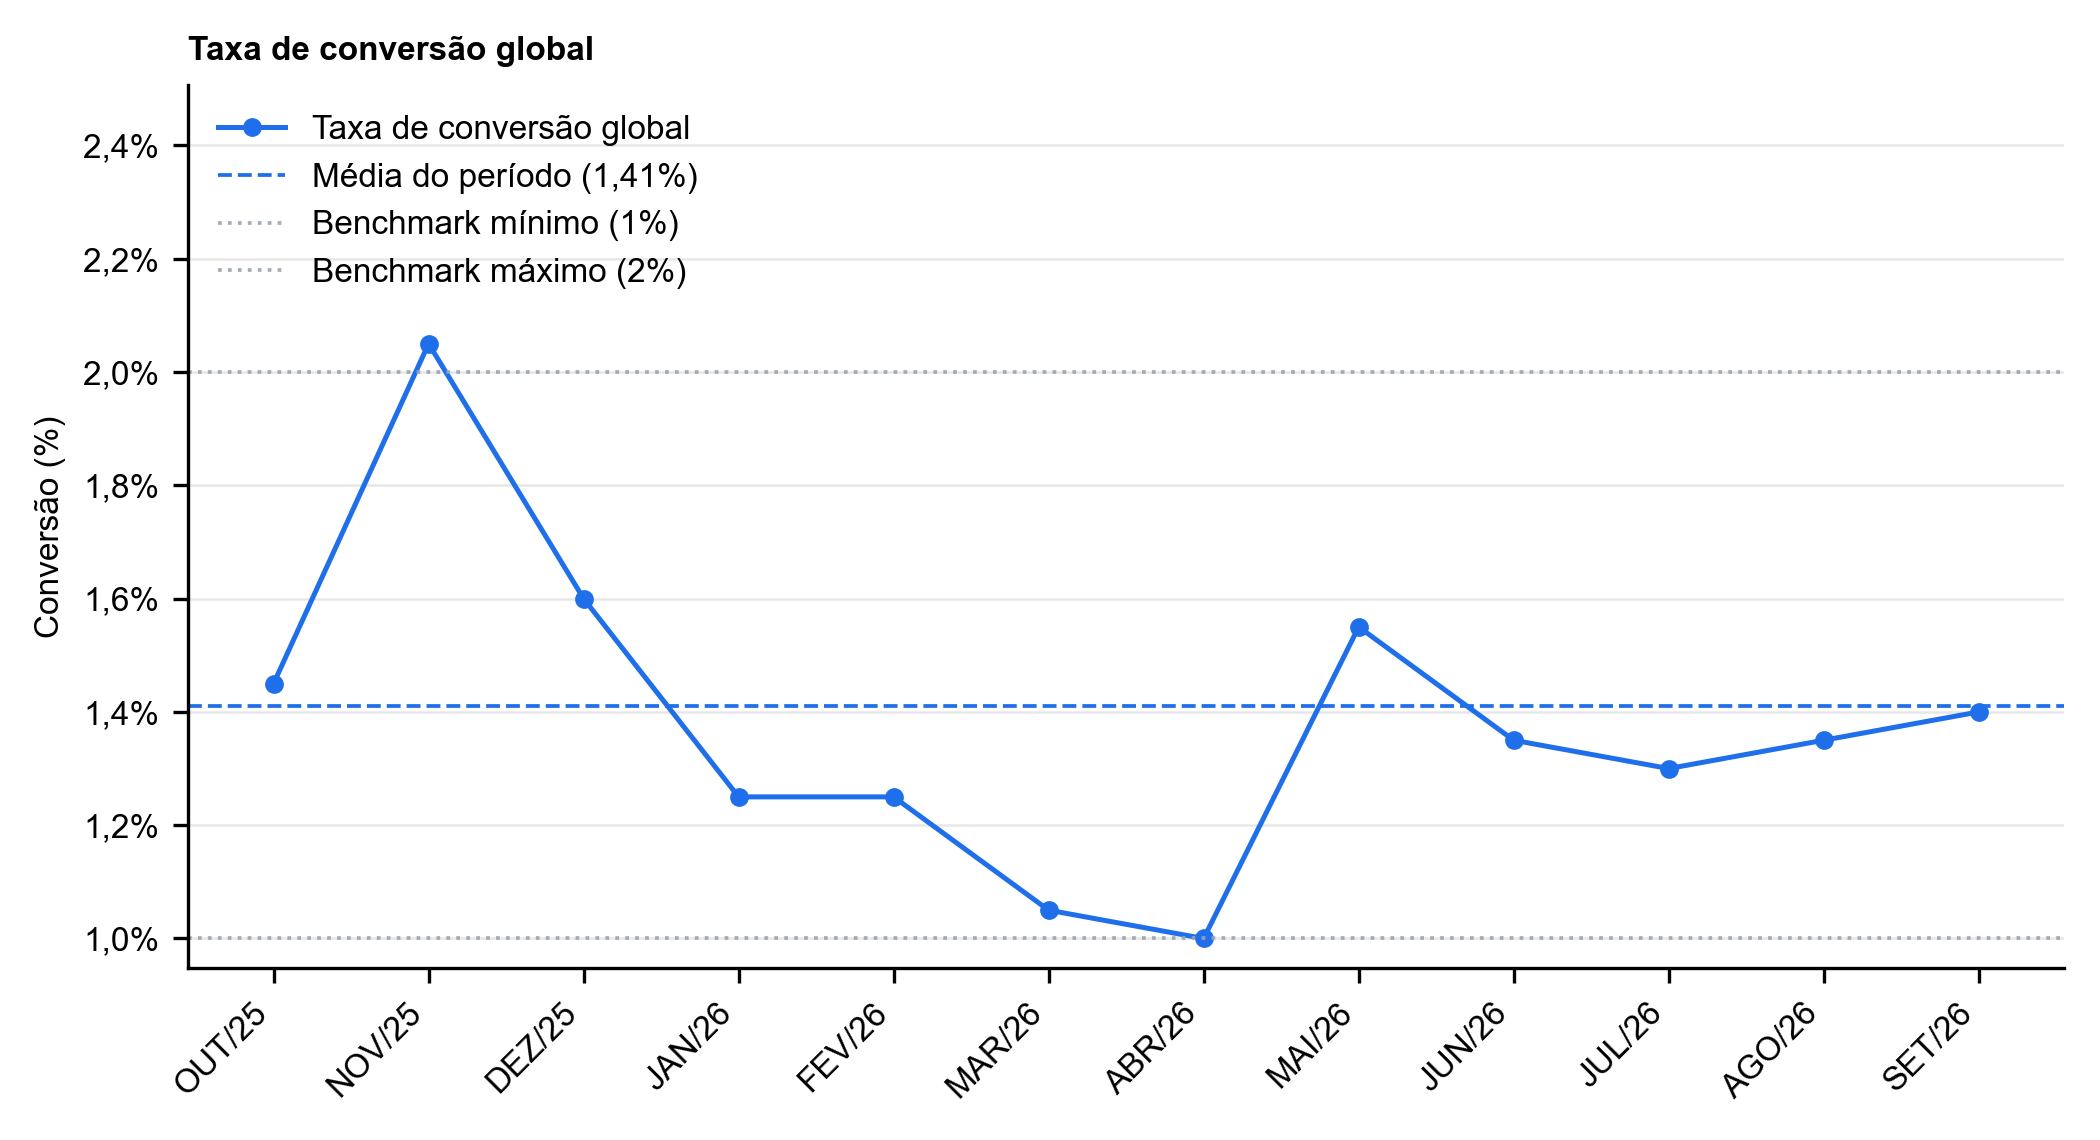 Taxa de conversão global
Taxa de conversão global
Média do período (1,41%)
Benchmark mínimo (1%)
Benchmark máximo (2%)
Conversão (%)
2,4%
2,2%
2,0%
1,8%
1,6%
1,4%
1,2%
1,0%
OUT/25
NOV/25
DEZ/25
JAN/26
FEV/26
MAR/26
ABR/26
MAI/26
JUN/26
JUL/26
AGO/26
SET/26